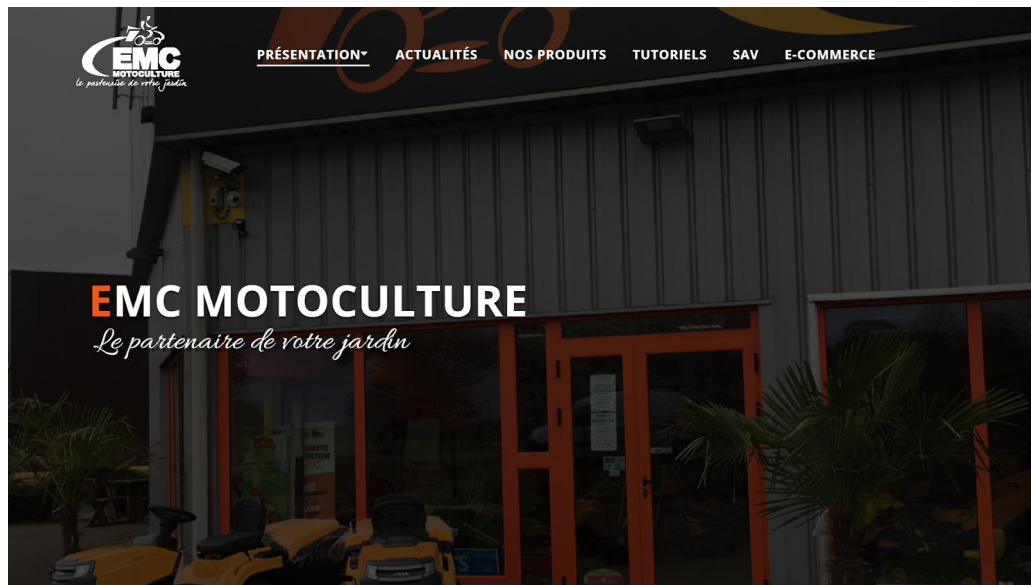 EMC
MOTOCULTURE
le partenaire de votre jardin
PRÉSENTATION
ACTUALITÉS
NOS PRODUITS
TUTORIELS
SAV
E-COMMERCE
EMC MOTOCULTURE
Le partenaire de votre jardin